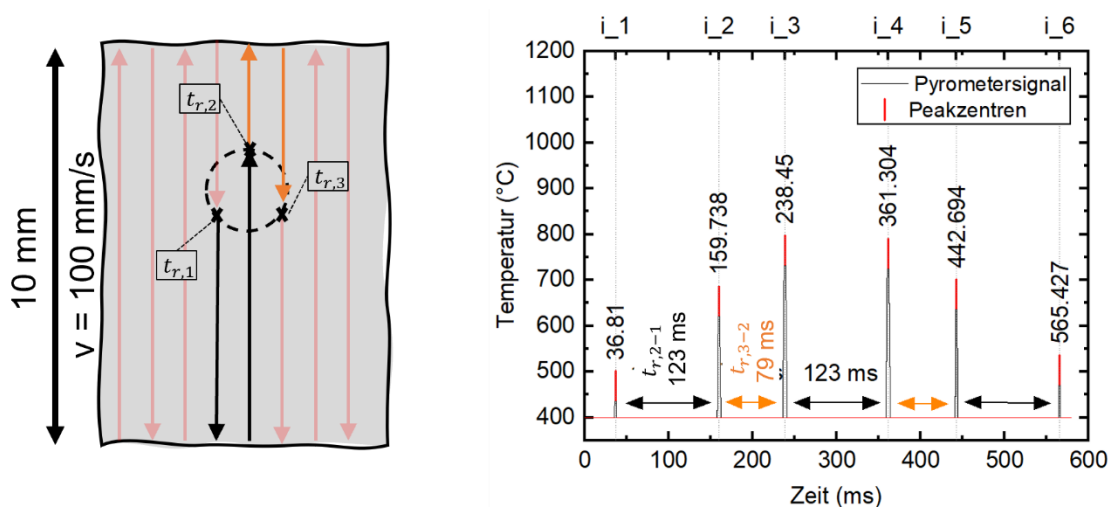 10 mm
v = 100 mm/s
t_{r,2}
t_{r,3}
t_{r,1}
i_1 i_2 i_3 i_4 i_5 i_6
Temperatur (°C)
1200
1100
1000
900
800
700
600
500
400
Pyrometersignal
Peakzentren
36.81
159.738
238.45
361.304
442.694
565.427
t_{r,2−1}
123 ms
t_{r,3−2}
79 ms
123 ms
0 100 200 300 400 500 600
Zeit (ms)